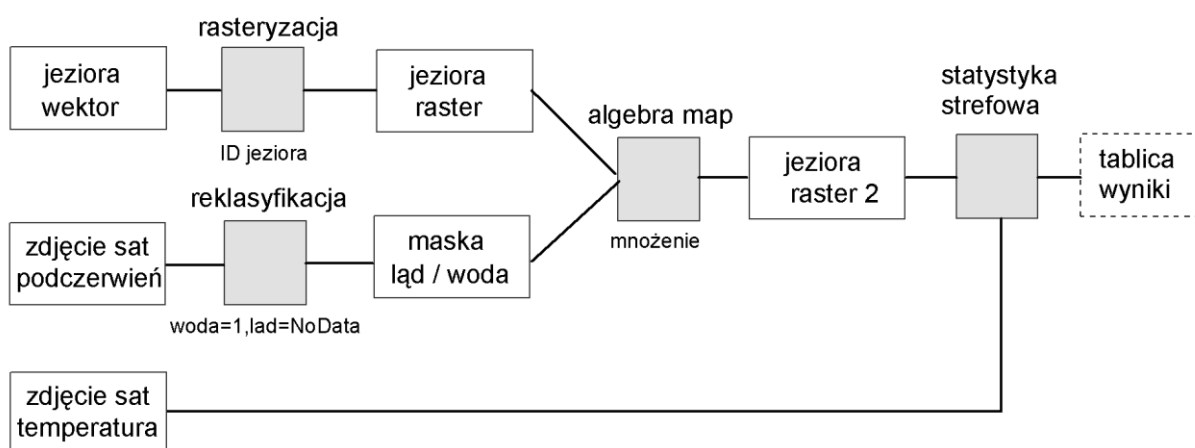 rasteryzacja
jeziora
wektor
ID jeziora
jeziora
raster
reklasyfikacja
zdjęcie sat
podczerwień
woda=1,lad=NoData
maska
ląd / woda
algebra map
mnożenie
jeziora
raster 2
statystyka
strefowa
tablica
wyniki
zdjęcie sat
temperatura